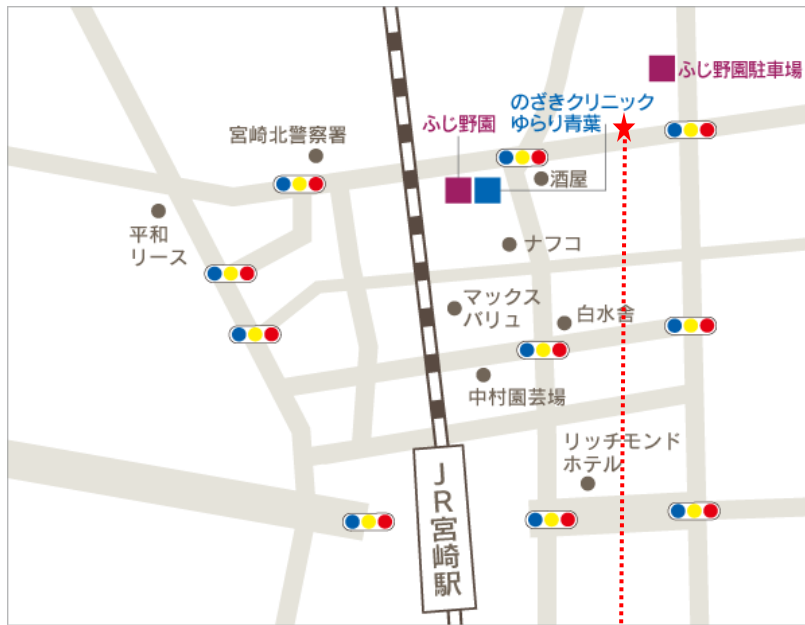 ふじ野園駐車場
のざきクリニック
ゆらり青葉
ふじ野園
宮崎北警察署
酒屋
平和
リース
ナフコ
マックス
バリュ
白水舎
中村園芸場
リッチモンド
ホテル
JR宮崎駅